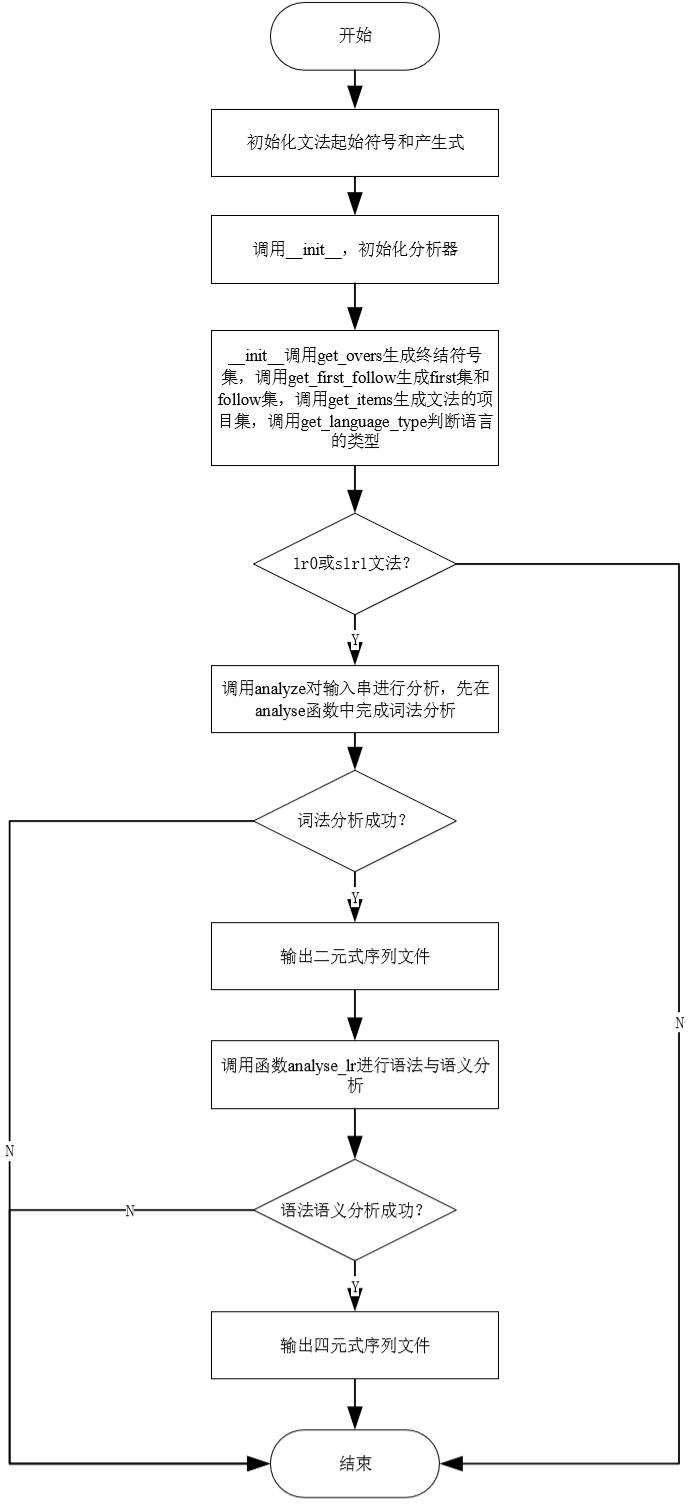 开始
初始化文法起始符号和产生式
调用__init__，初始化分析器
__init__调用get_overs生成终结符号
集，调用get_first_follow生成first集和
follow集，调用get_items生成文法的项
目集，调用get_language_type判断语言
的类型
lr0或slr1文法？
Y
调用analyze对输入串进行分析，先在
analyse函数中完成词法分析
词法分析成功？
Y
输出二元式序列文件
N
调用函数analyse_lr进行语法与语义分
析
N
语法语义分析成功？
N
Y
输出四元式序列文件
结束